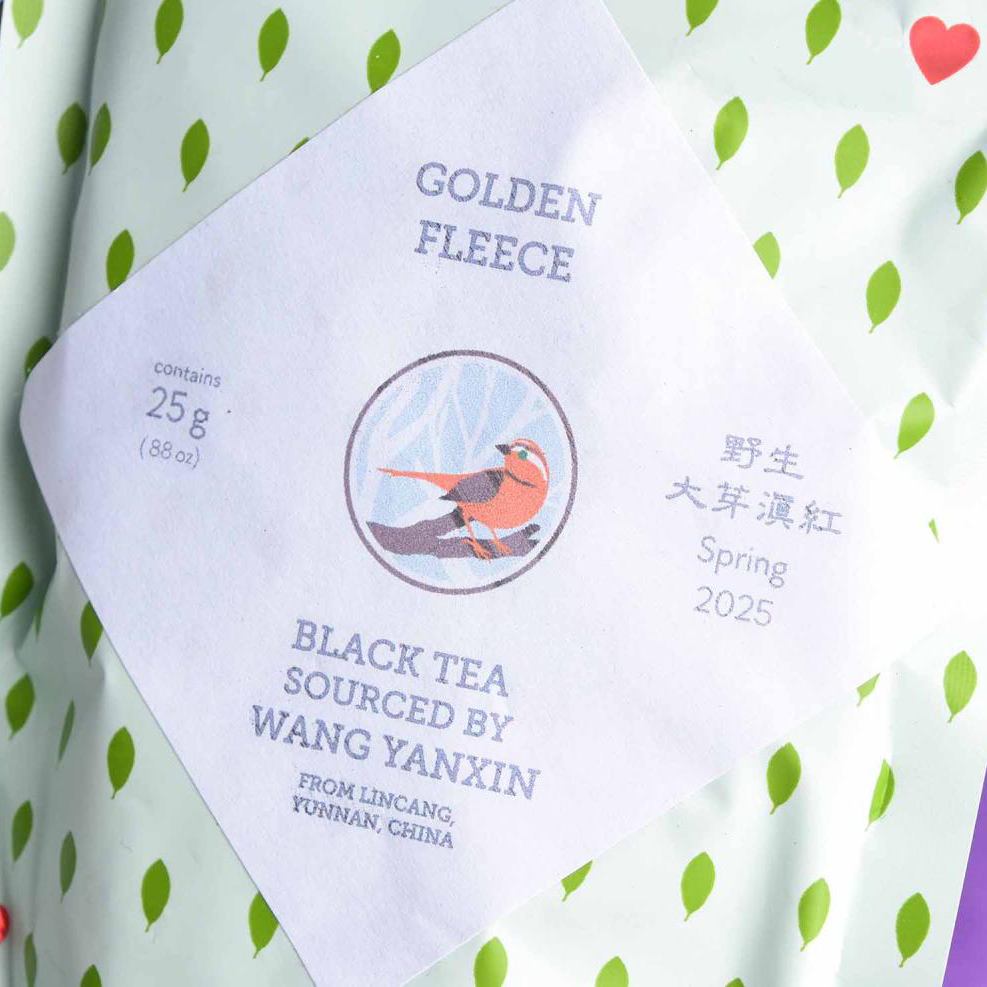 GOLDEN
FLEECE
contains
25 g
(88 oz)
野生
大芽滇紅
Spring
2025
BLACK TEA
SOURCED BY
WANG YANXIN
FROM LINCANG,
YUNNAN, CHINA